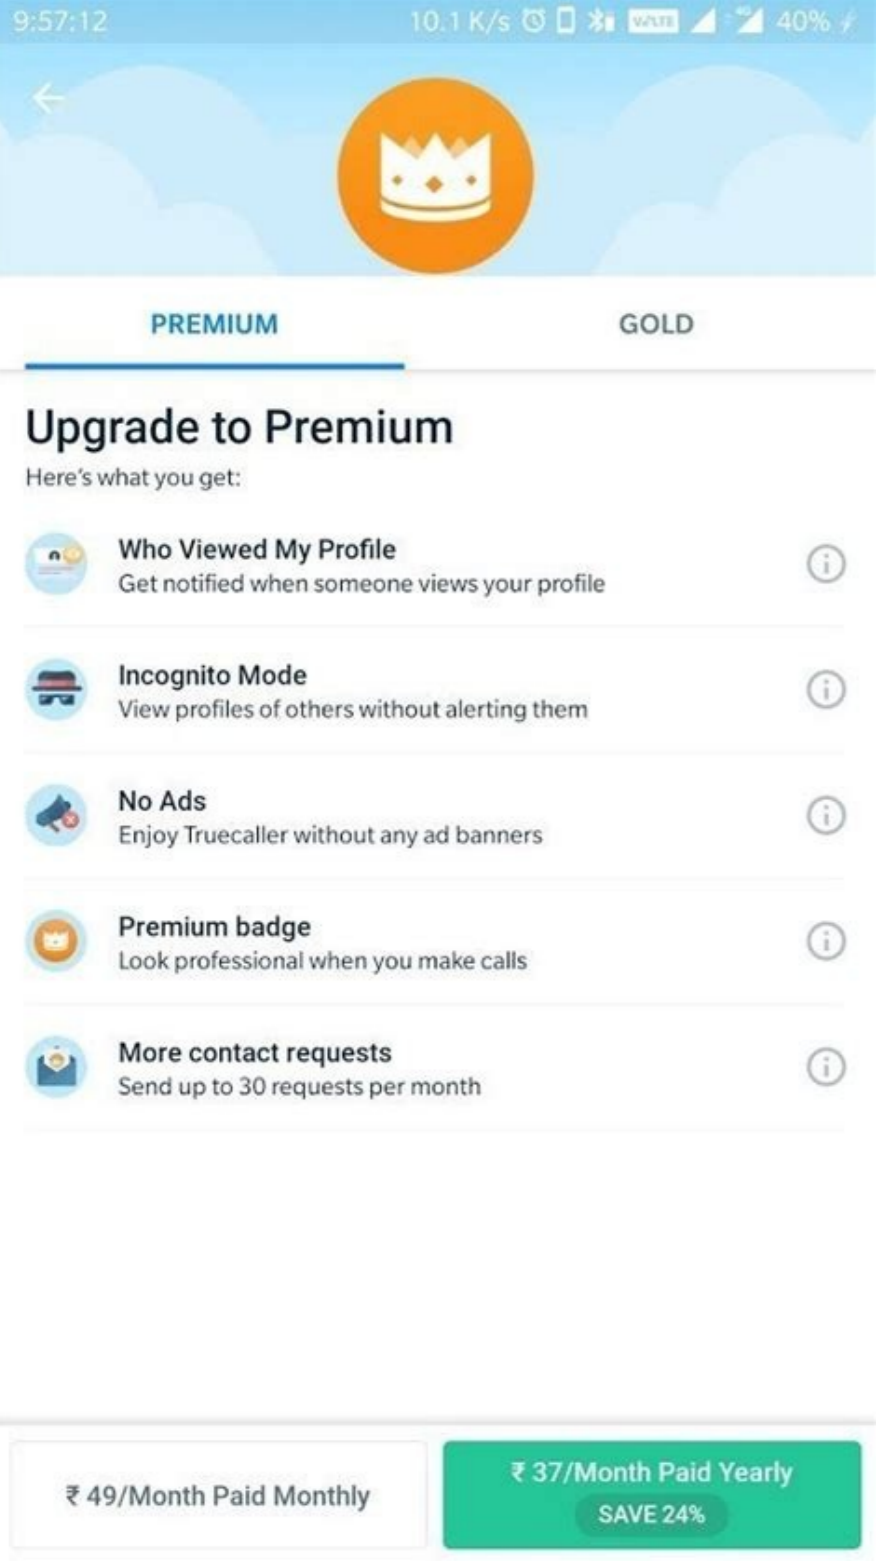 9:57:12 10.1 K/s VoLTE 4G 40%
PREMIUM GOLD
Upgrade to Premium
Here's what you get:
Who Viewed My Profile
Get notified when someone views your profile
Incognito Mode
View profiles of others without alerting them
No Ads
Enjoy Truecaller without any ad banners
Premium badge
Look professional when you make calls
More contact requests
Send up to 30 requests per month
₹ 49/Month Paid Monthly
₹ 37/Month Paid Yearly
SAVE 24%